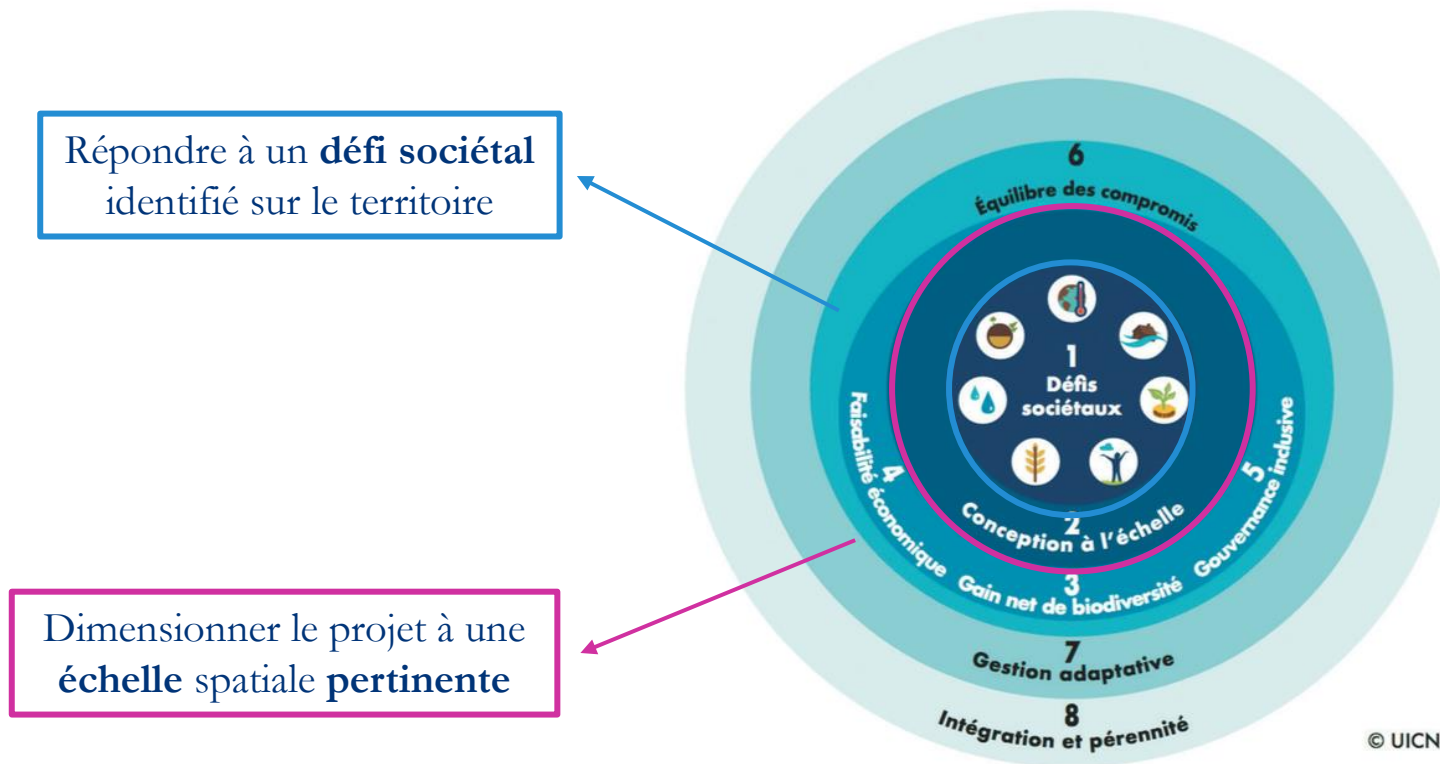 Répondre à un défi sociétal
identifié sur le territoire
Dimensionner le projet à une
échelle spatiale pertinente
6
Équilibre des compromis
1
Défis
sociétaux
2
Conception à l'échelle
3
Gain net de biodiversité
4
Faisabilité économique
5
Gouvernance inclusive
7
Gestion adaptative
8
Intégration et pérennité
© UICN